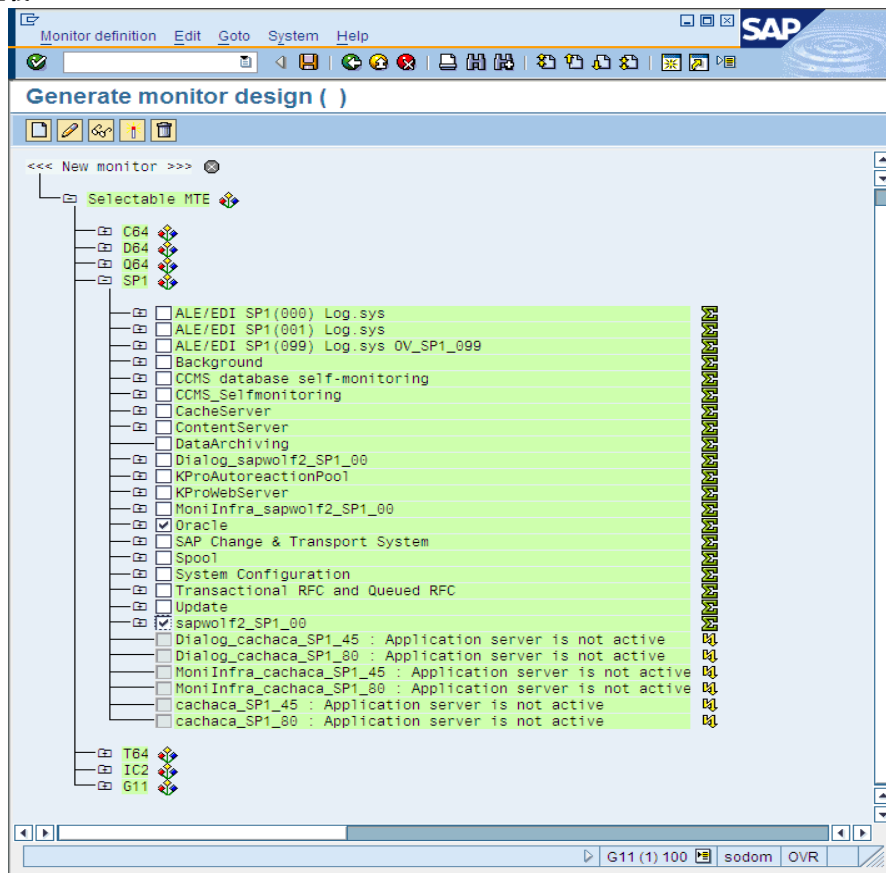 Monitor definition Edit Goto System Help
SAP
Generate monitor design ( )
<<< New monitor >>>
Selectable MTE
C64
D64
Q64
SP1
ALE/EDI SP1(000) Log.sys
ALE/EDI SP1(001) Log.sys
ALE/EDI SP1(099) Log.sys OV_SP1_099
Background
CCMS database self-monitoring
CCMS_Selfmonitoring
CacheServer
ContentServer
DataArchiving
Dialog_sapwolf2_SP1_00
KProAutoreactionPool
KProWebServer
MoniInfra_sapwolf2_SP1_00
Oracle
SAP Change & Transport System
Spool
System Configuration
Transactional RFC and Queued RFC
Update
sapwolf2_SP1_00
Dialog_cachaca_SP1_45 : Application server is not active
Dialog_cachaca_SP1_80 : Application server is not active
MoniInfra_cachaca_SP1_45 : Application server is not active
MoniInfra_cachaca_SP1_80 : Application server is not active
cachaca_SP1_45 : Application server is not active
cachaca_SP1_80 : Application server is not active
T64
IC2
G11
G11 (1) 100 sodom OVR